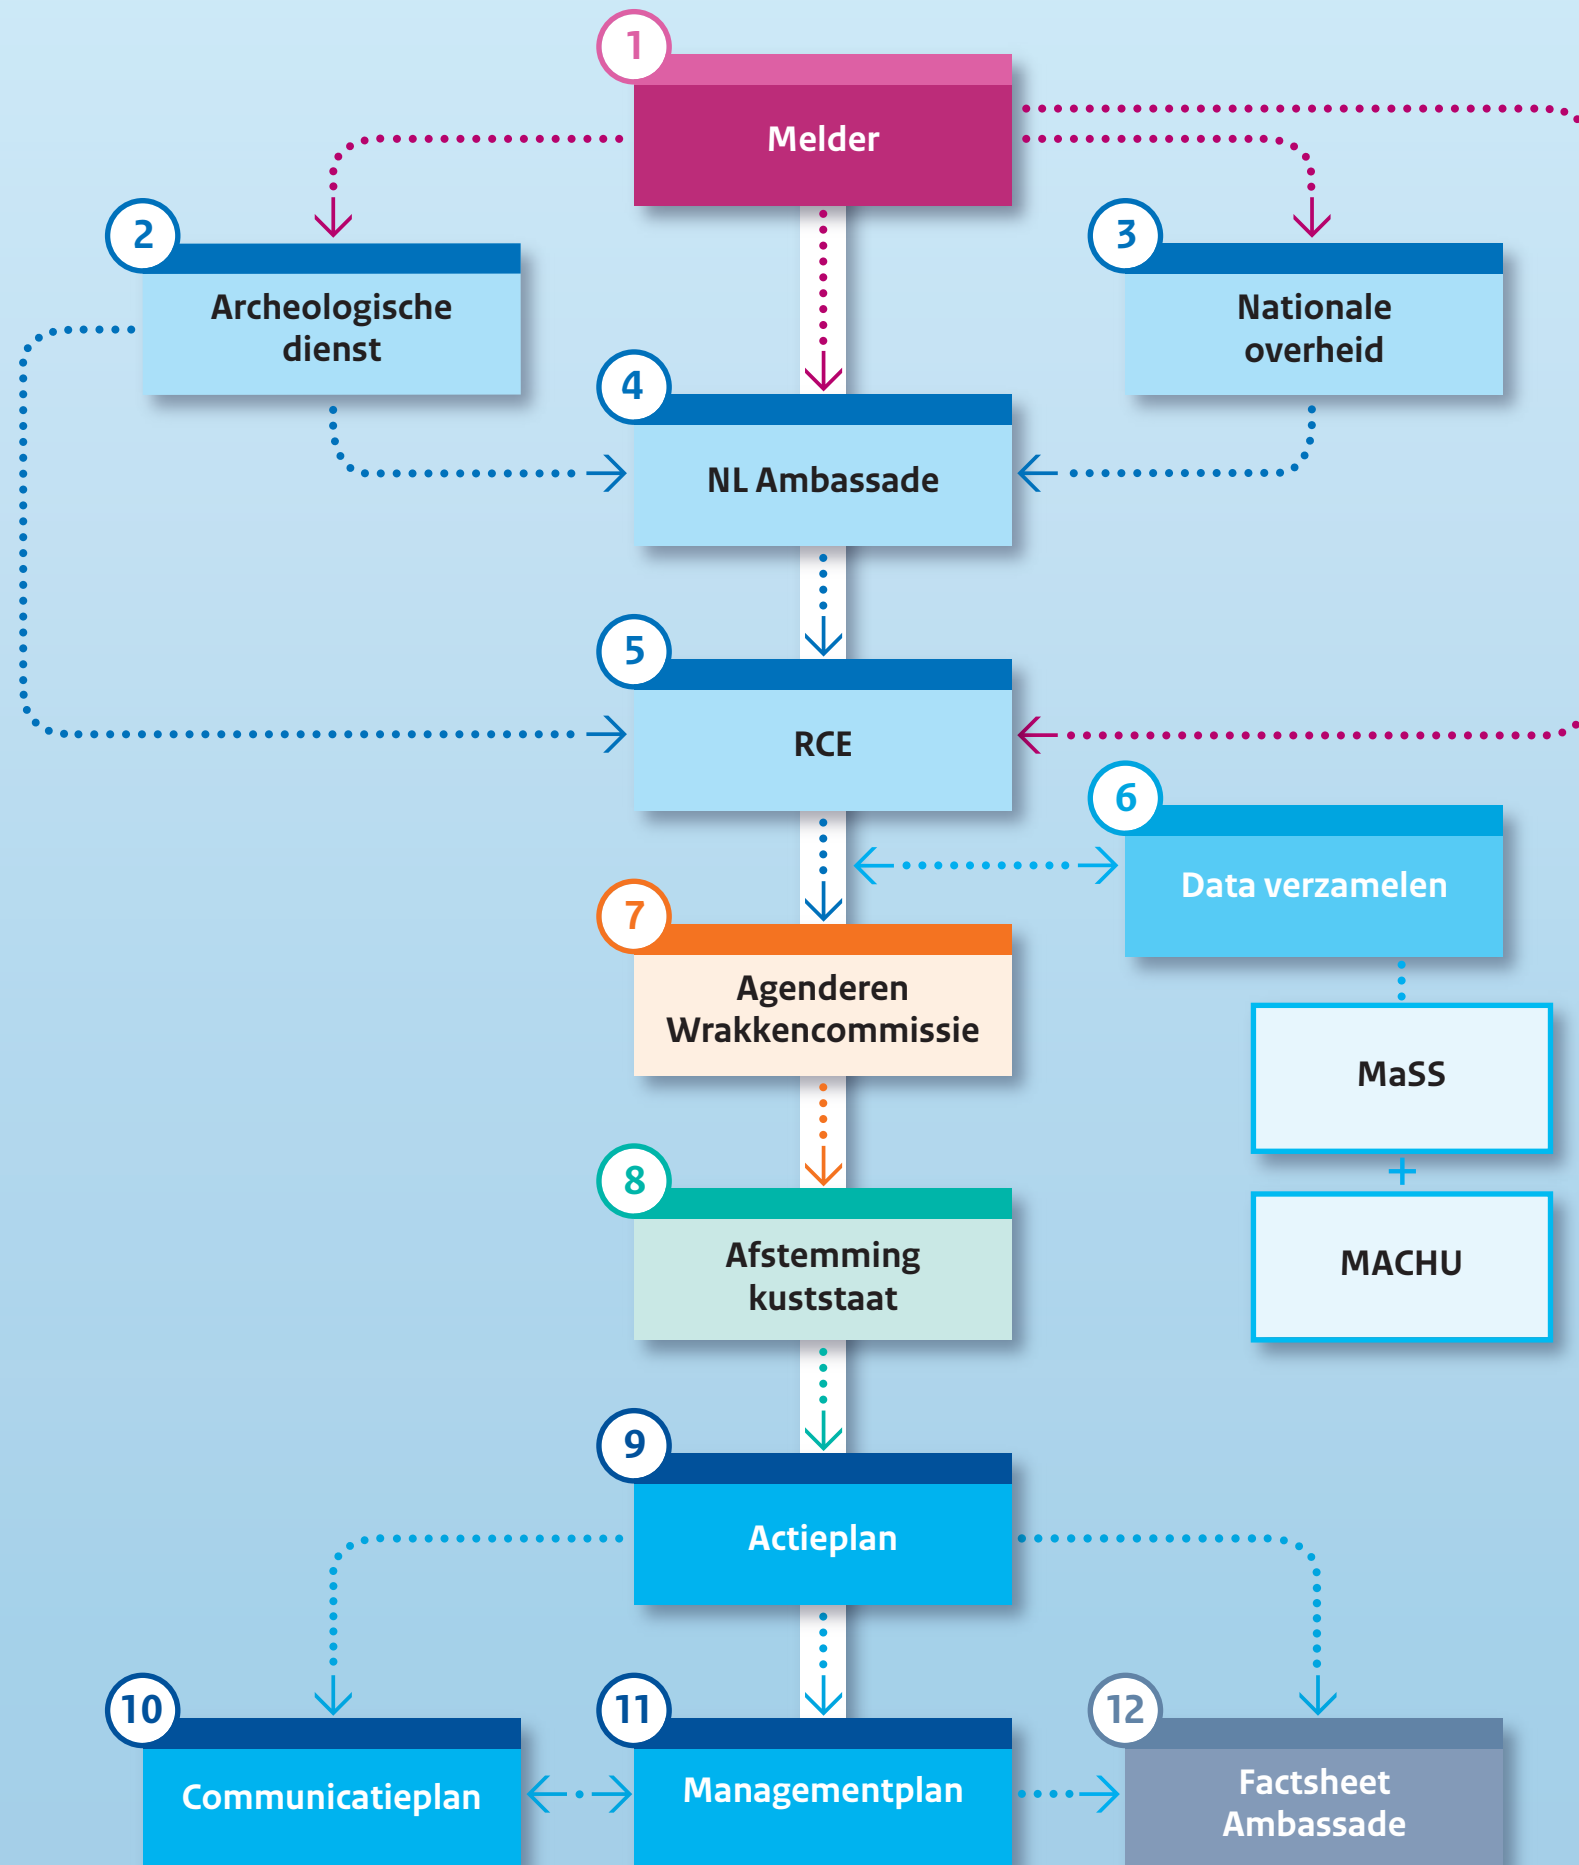 1
Melder
2
Archeologische
dienst
3
Nationale
overheid
4
NL Ambassade
5
RCE
6
Data verzamelen
7
Agenderen
Wrakkencommissie
MaSS
+
MACHU
8
Afstemming
kuststaat
9
Actieplan
10
Communicatieplan
11
Managementplan
12
Factsheet
Ambassade